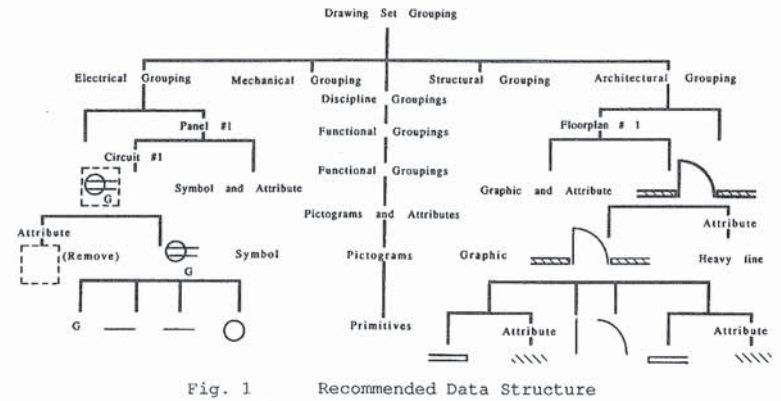 Drawing Set Grouping
Electrical Grouping
Mechanical Grouping
Structural Grouping
Architectural Grouping
Discipline Groupings
Panel #1
Functional Groupings
Floorplan # 1
Circuit #1
Functional Groupings
G
Symbol and Attribute
Graphic and Attribute
Pictograms and Attributes
Attribute
Attribute
(Remove)
G
Symbol
Pictograms
Graphic
Heavy line
G
Primitives
Attribute
Attribute
Fig. 1 Recommended Data Structure